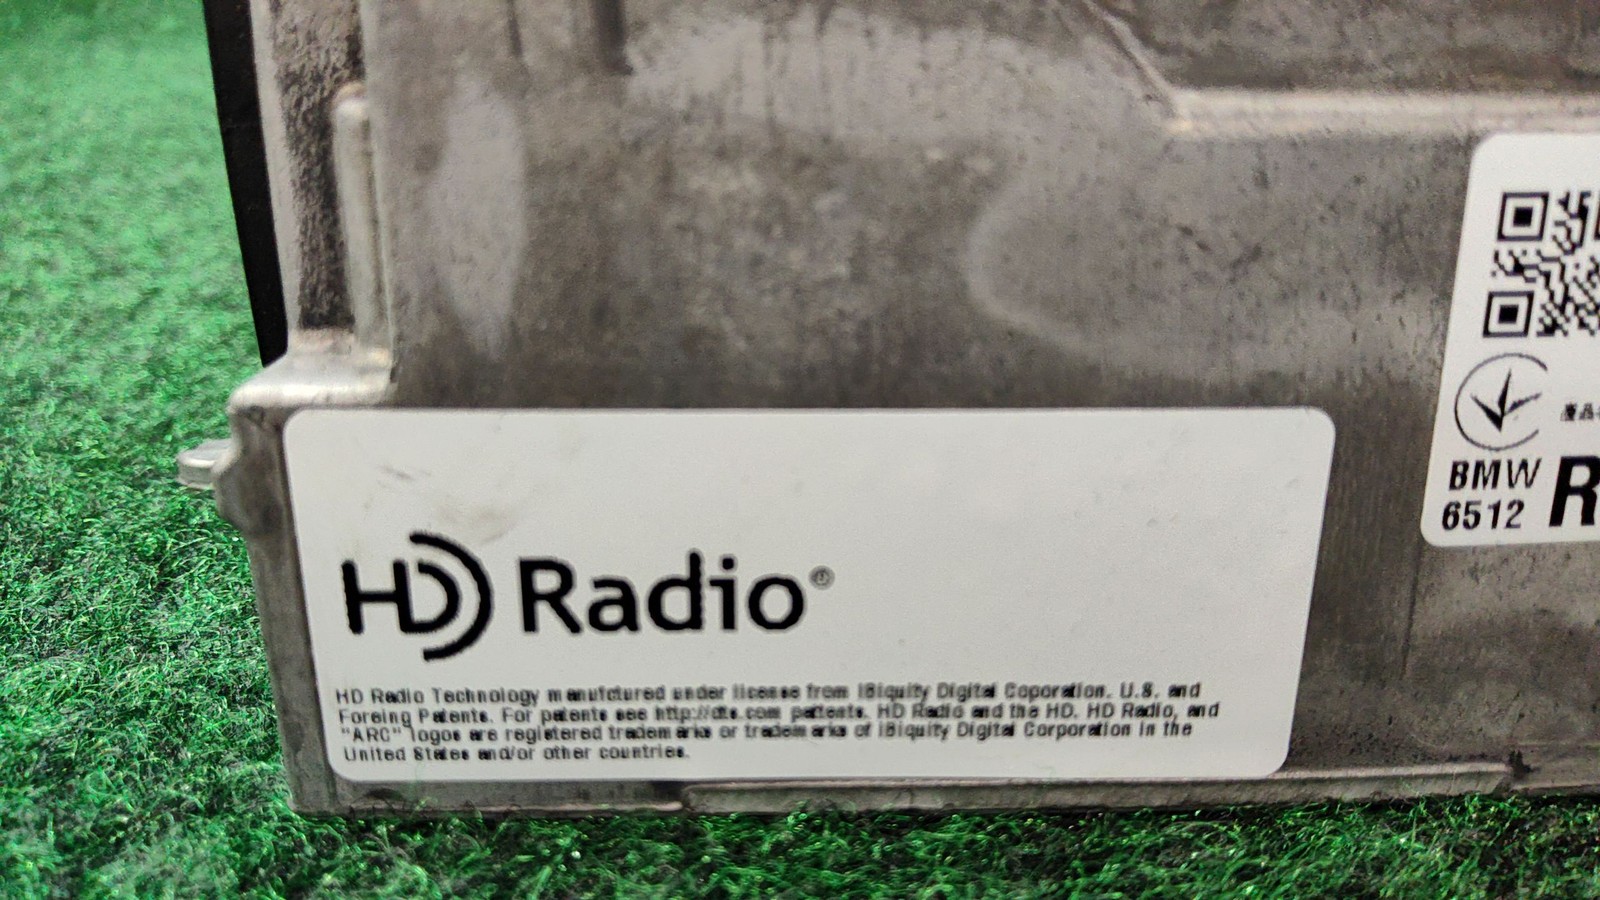 HD Radio®
HD Radio Technology manufctured under license from iBiquity Digital Coporation. U.S. and
Foreing Patents. For patents see http://dts.com pattents. HD Radio and the HD. HD Radio, and
"ARC" logos are registered trademarks or trademarks of iBiquity Digital Corporation in the
United States and/or other countries.
BMW
6512
R